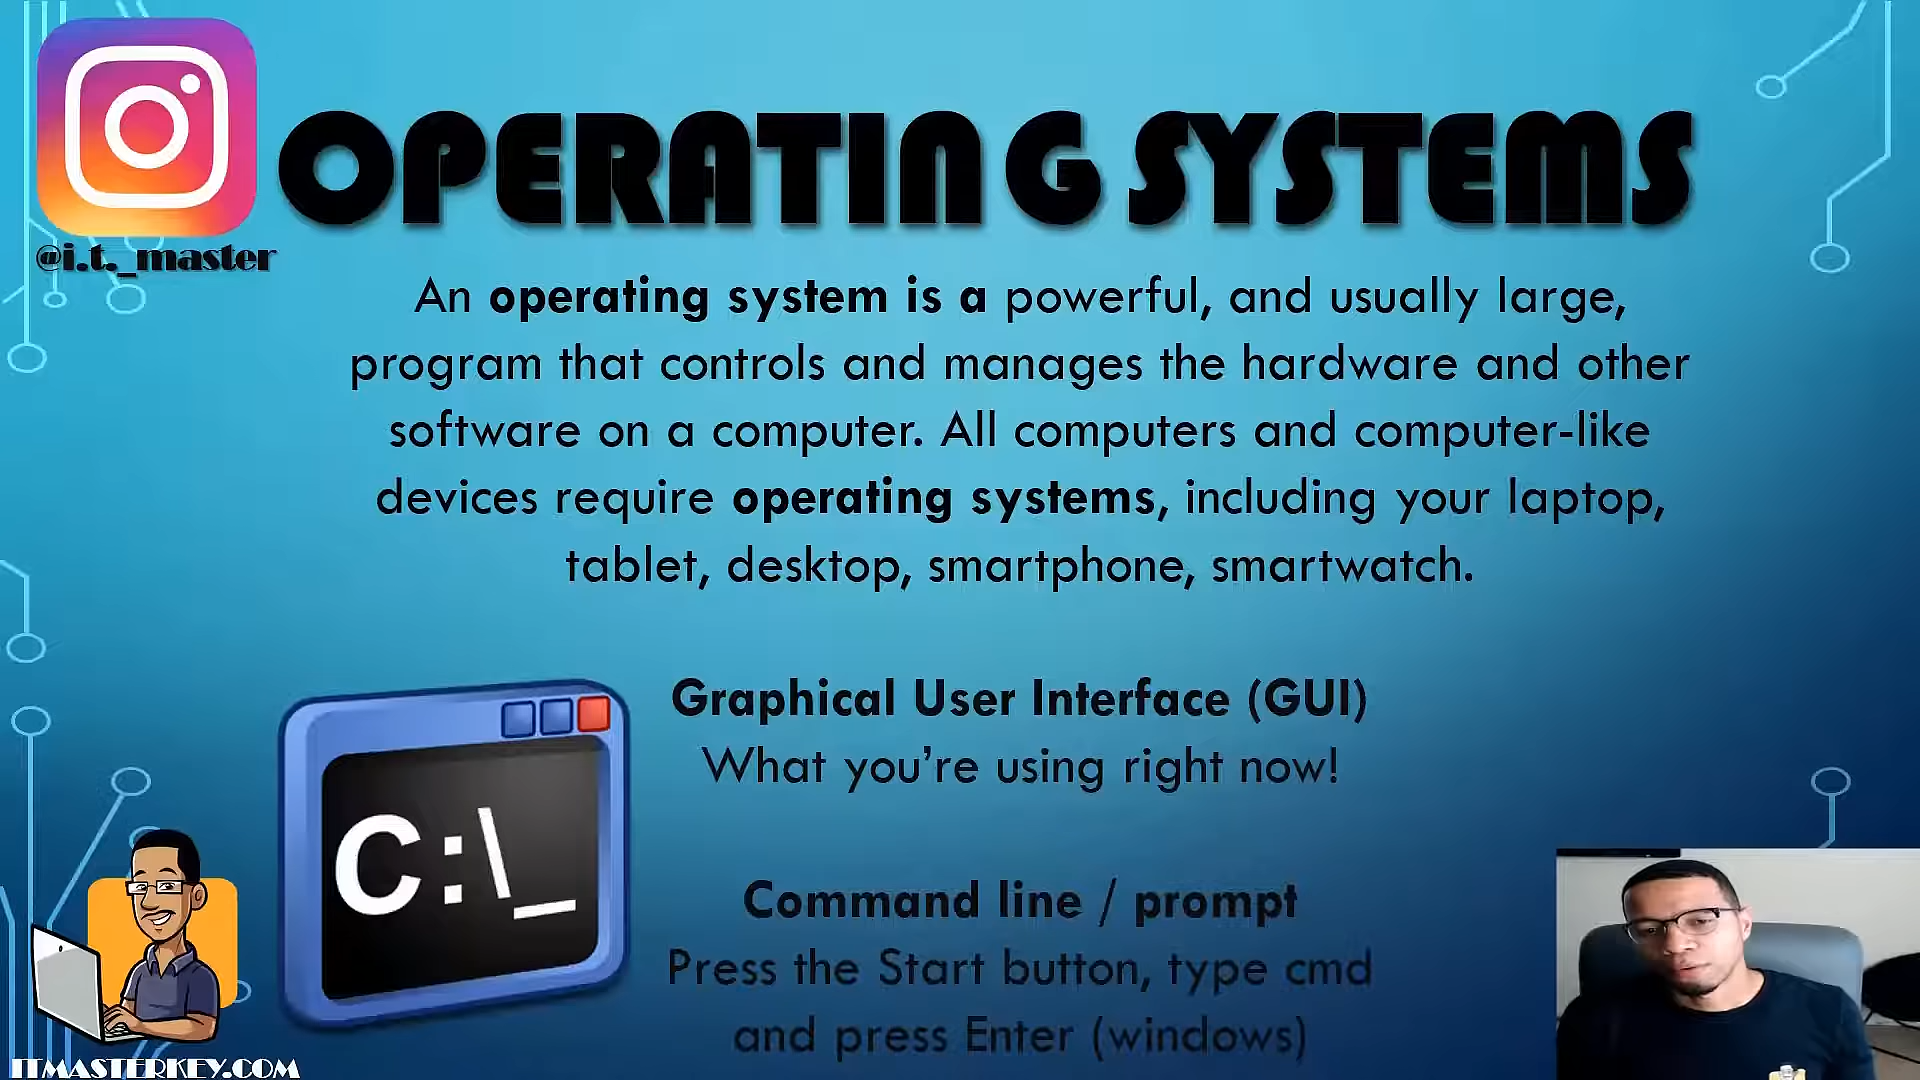 OPERATING SYSTEMS
@i.t._master
An operating system is a powerful, and usually large,
program that controls and manages the hardware and other
software on a computer. All computers and computer-like
devices require operating systems, including your laptop,
tablet, desktop, smartphone, smartwatch.
Graphical User Interface (GUI)
What you’re using right now!
C:\_
Command line / prompt
Press the Start button, type cmd
and press Enter (windows)
ITMASTERKEY.COM